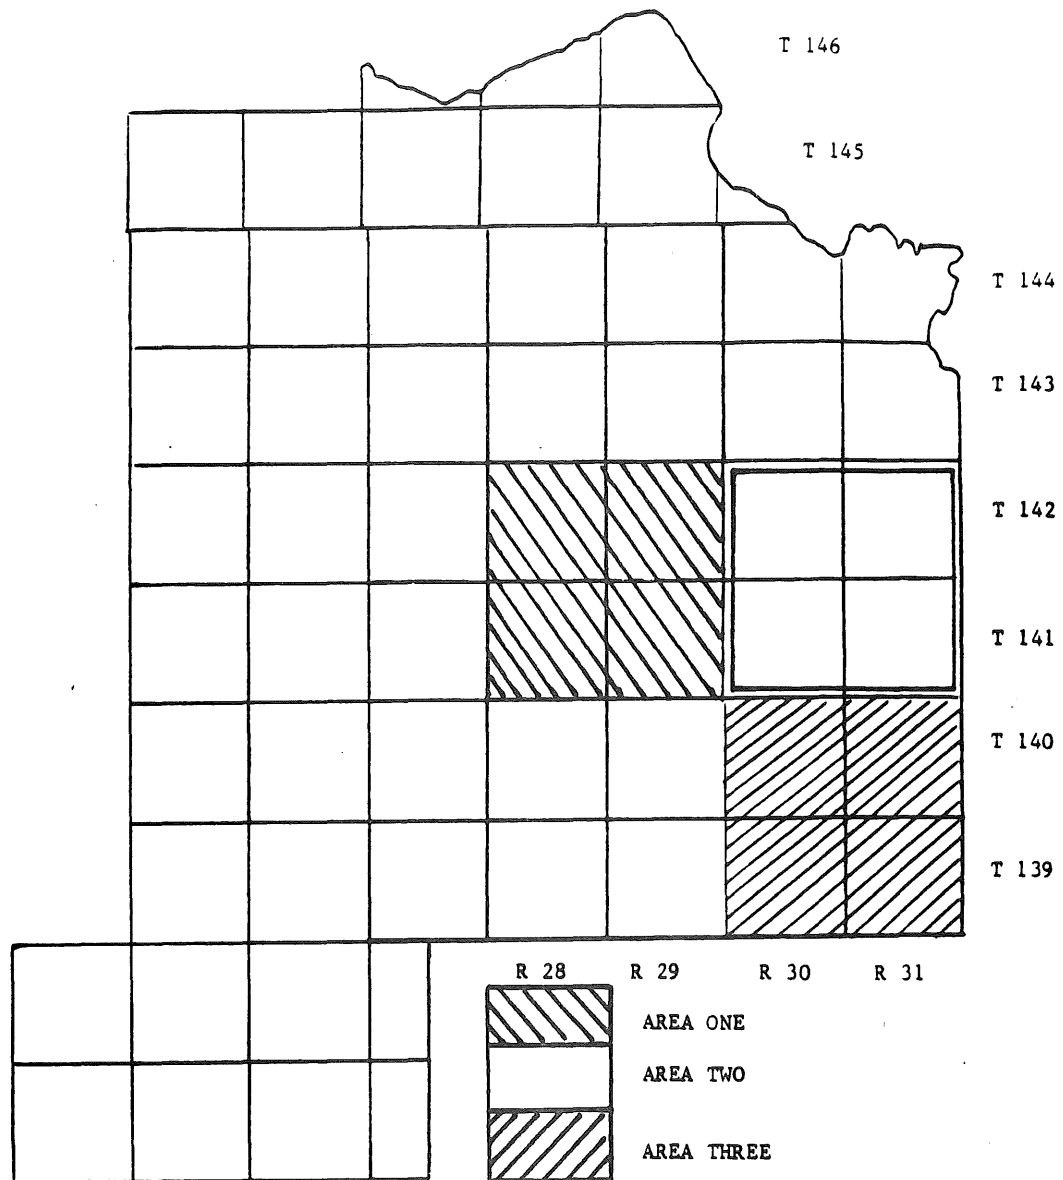 T 146
T 145
T 144
T 143
T 142
T 141
T 140
T 139
R 28 R 29 R 30 R 31
AREA ONE
AREA TWO
AREA THREE